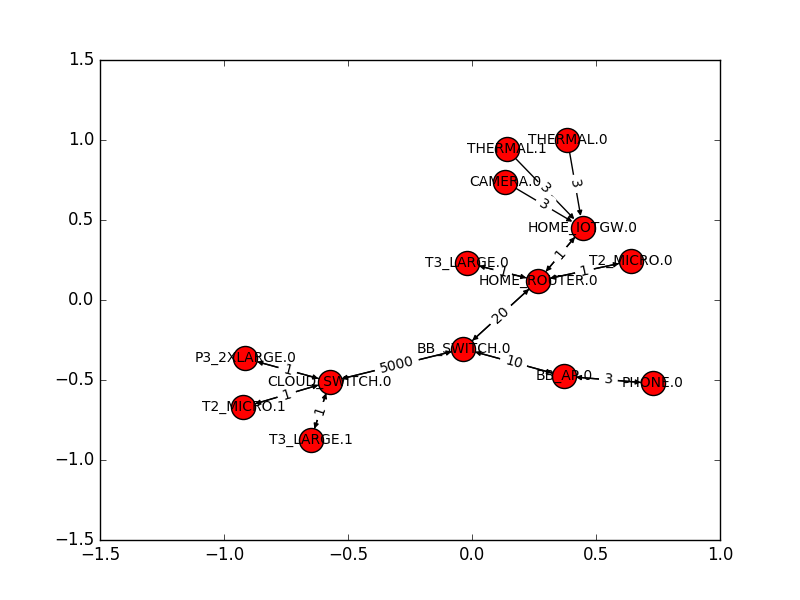 1.5
1.0
0.5
0.0
−0.5
−1.0
−1.5
THERMAL.0
THERMAL.1
CAMERA.0
3
3
3
HOME_IOTGW.0
1
T3_LARGE.0
T2_MICRO.0
1
1
HOME_ROUTER.0
20
BB_SWITCH.0
P3_2XLARGE.0
5000
10
1
BB_AP.0
3
PHONE.0
CLOUD_SWITCH.0
1
T2_MICRO.1
1
T3_LARGE.1
−1.5
−1.0
−0.5
0.0
0.5
1.0